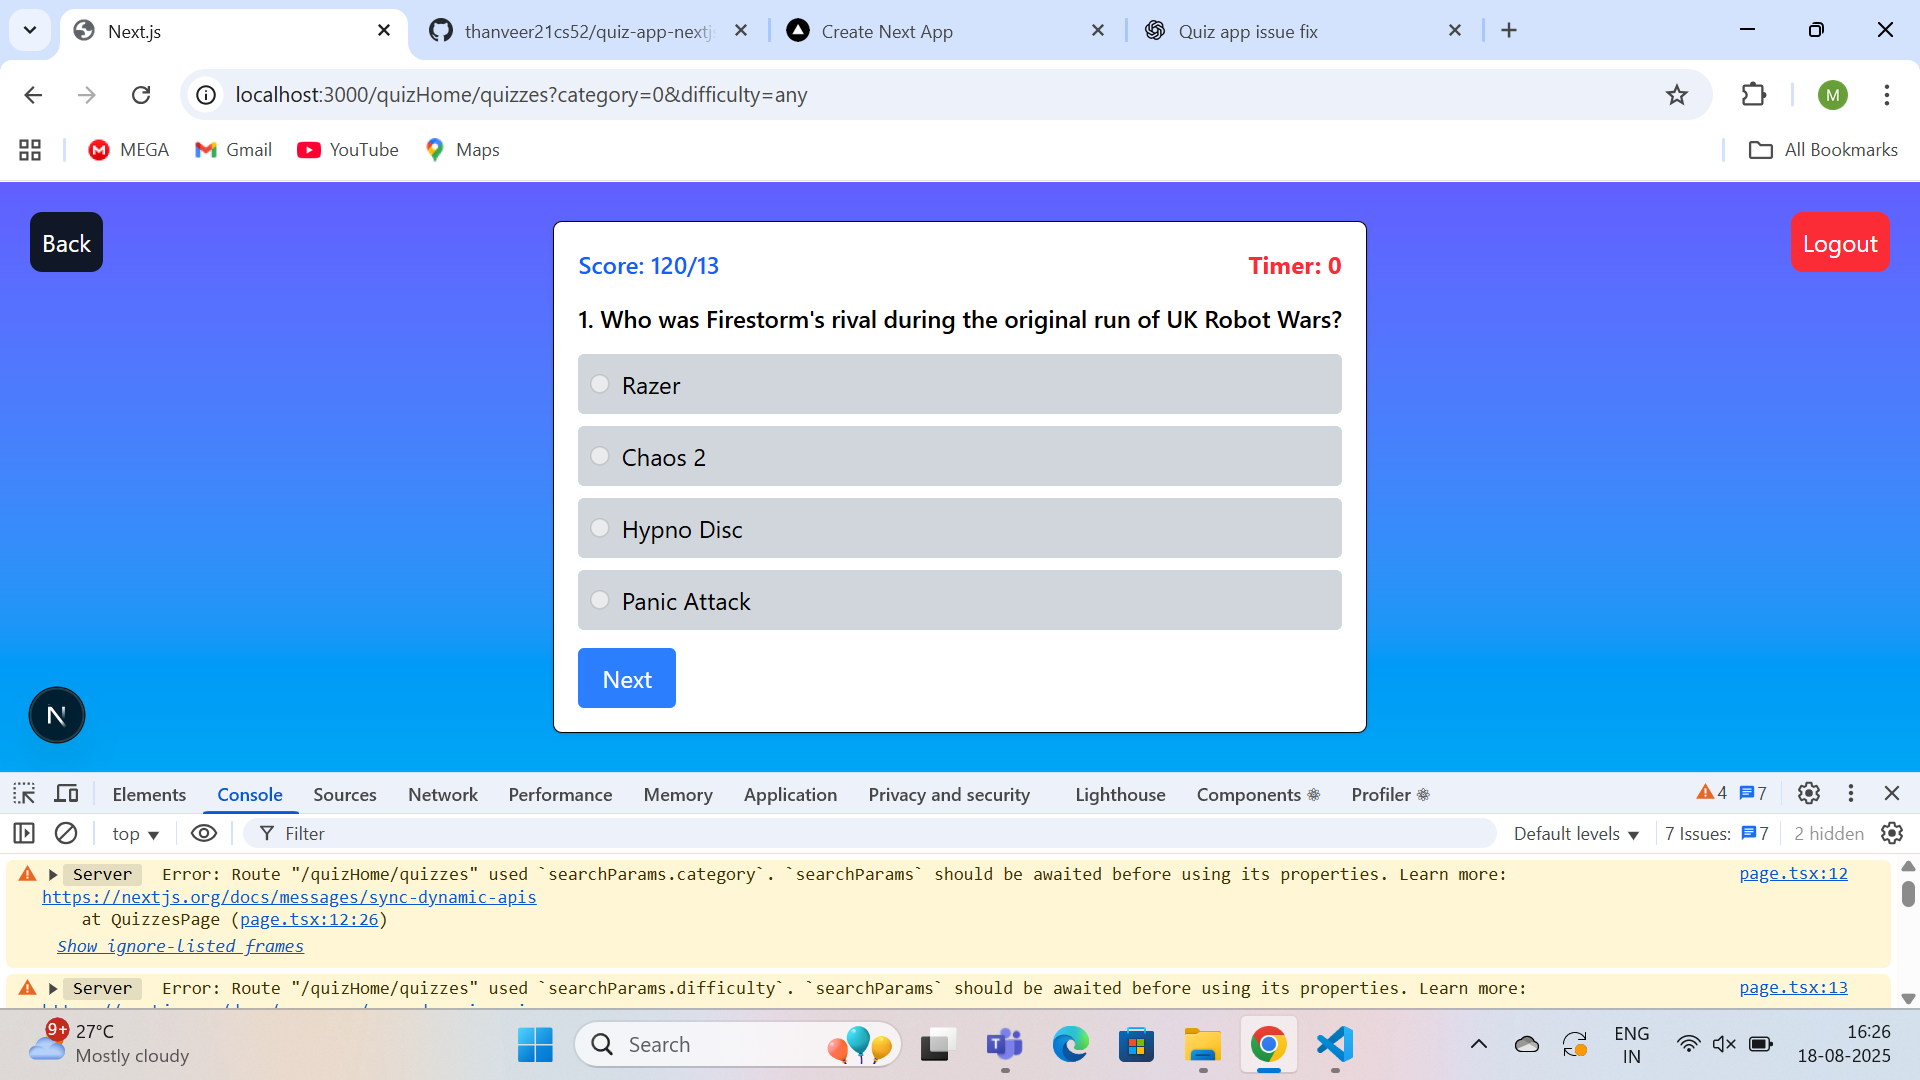 Next.js
thanveer21cs52/quiz-app-nextj
Create Next App
Quiz app issue fix
localhost:3000/quizHome/quizzes?category=0&difficulty=any
M
MEGA
Gmail
YouTube
Maps
All Bookmarks
Back
Logout
Score: 120/13
Timer: 0
1. Who was Firestorm's rival during the original run of UK Robot Wars?
Razer
Chaos 2
Hypno Disc
Panic Attack
Next
N
Elements Console Sources Network Performance Memory Application Privacy and security Lighthouse Components Profiler 4 7
top Filter Default levels 7 Issues: 7 2 hidden
Server Error: Route "/quizHome/quizzes" used `searchParams.category`. `searchParams` should be awaited before using its properties. Learn more: page.tsx:12
https://nextjs.org/docs/messages/sync-dynamic-apis
at QuizzesPage (page.tsx:12:26)
Show ignore-listed frames
Server Error: Route "/quizHome/quizzes" used `searchParams.difficulty`. `searchParams` should be awaited before using its properties. Learn more: page.tsx:13
9+
27°C
Mostly cloudy
Search
ENG
IN
16:26
18-08-2025